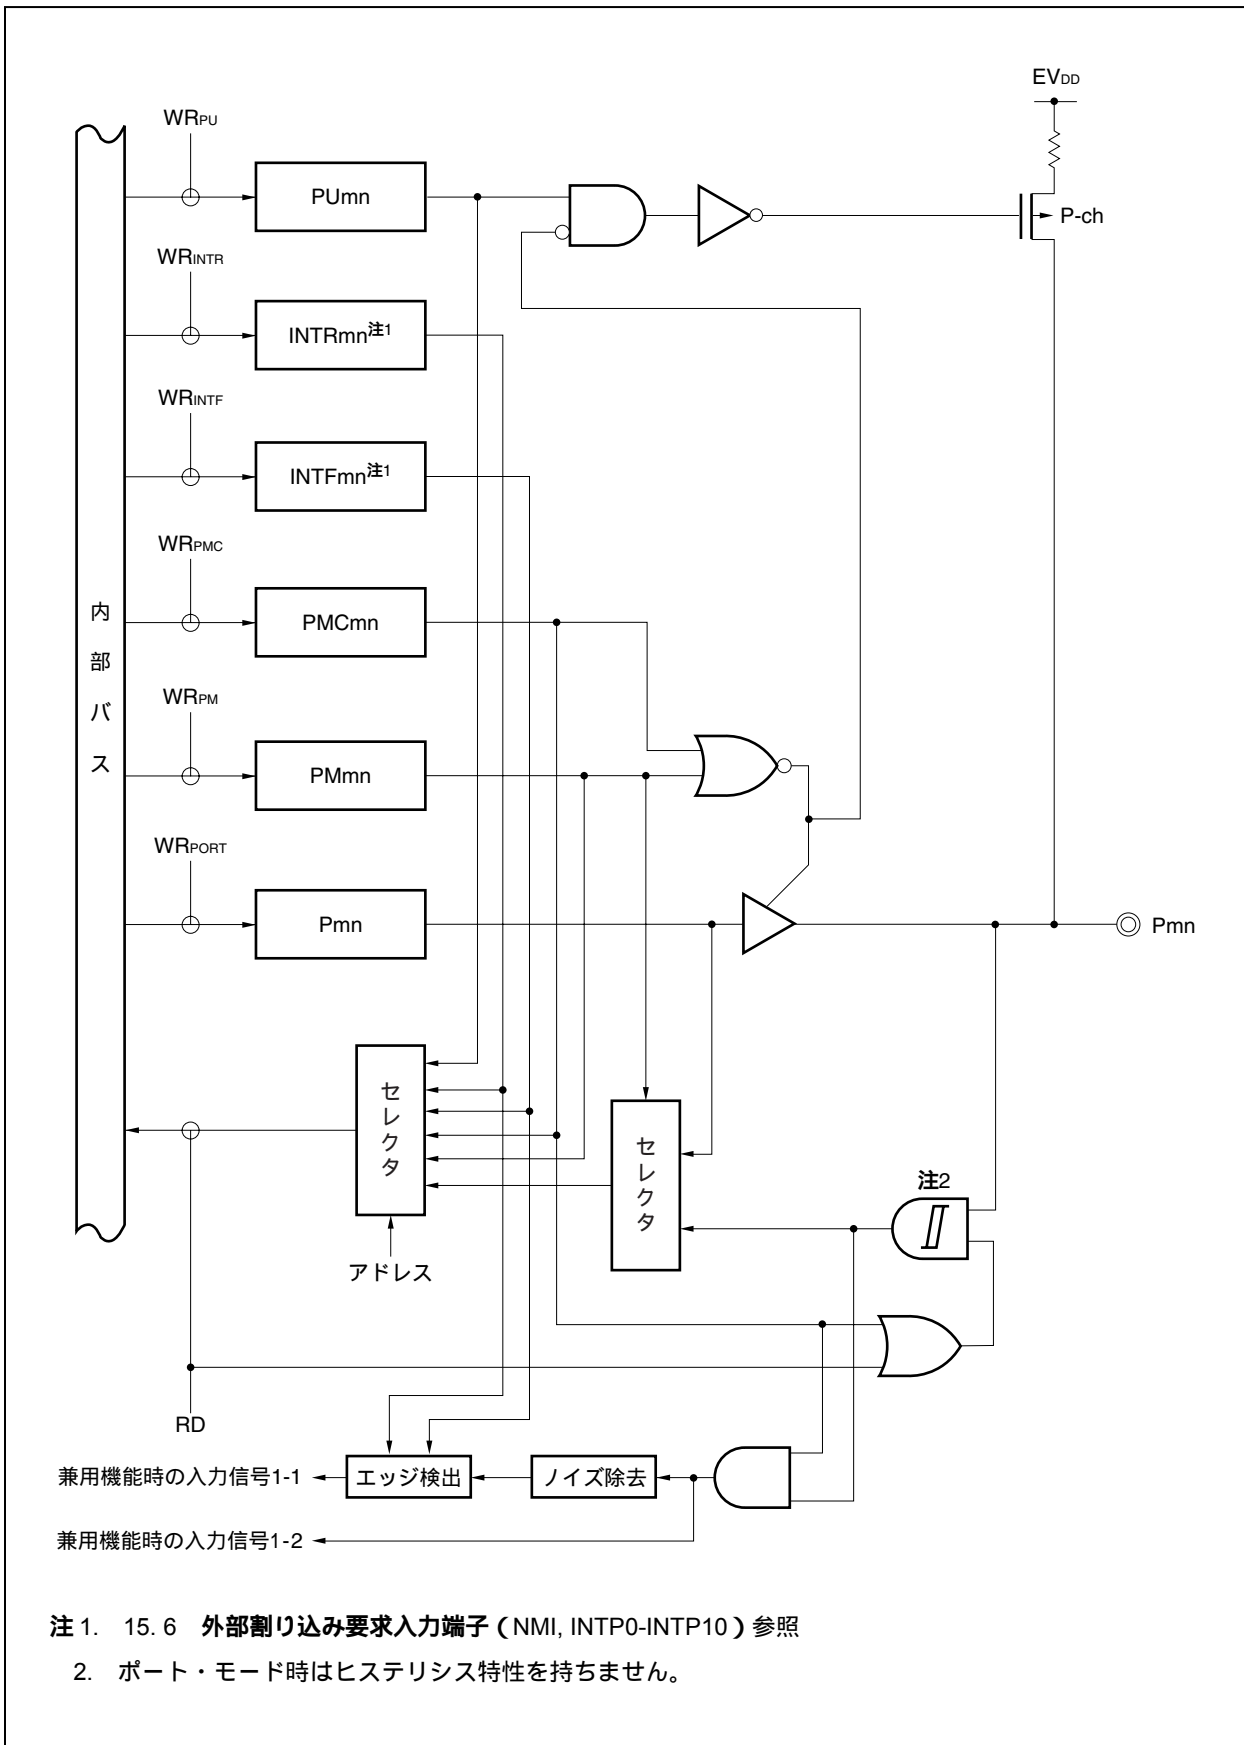 EVDD
WRPU
PUmn
P-ch
WRINTR
INTRmn注1
WRINTF
INTFmn注1
WRPMC
PMCmn
内部バス
WRPM
PMmn
WRPORT
Pmn
Pmn
セレクタ
セレクタ
注2
アドレス
RD
兼用機能時の入力信号1-1
エッジ検出
ノイズ除去
兼用機能時の入力信号1-2
注1. 15.6 外部割り込み要求入力端子(NMI, INTP0-INTP10)参照
2. ポート・モード時はヒステリシス特性を持ちません。